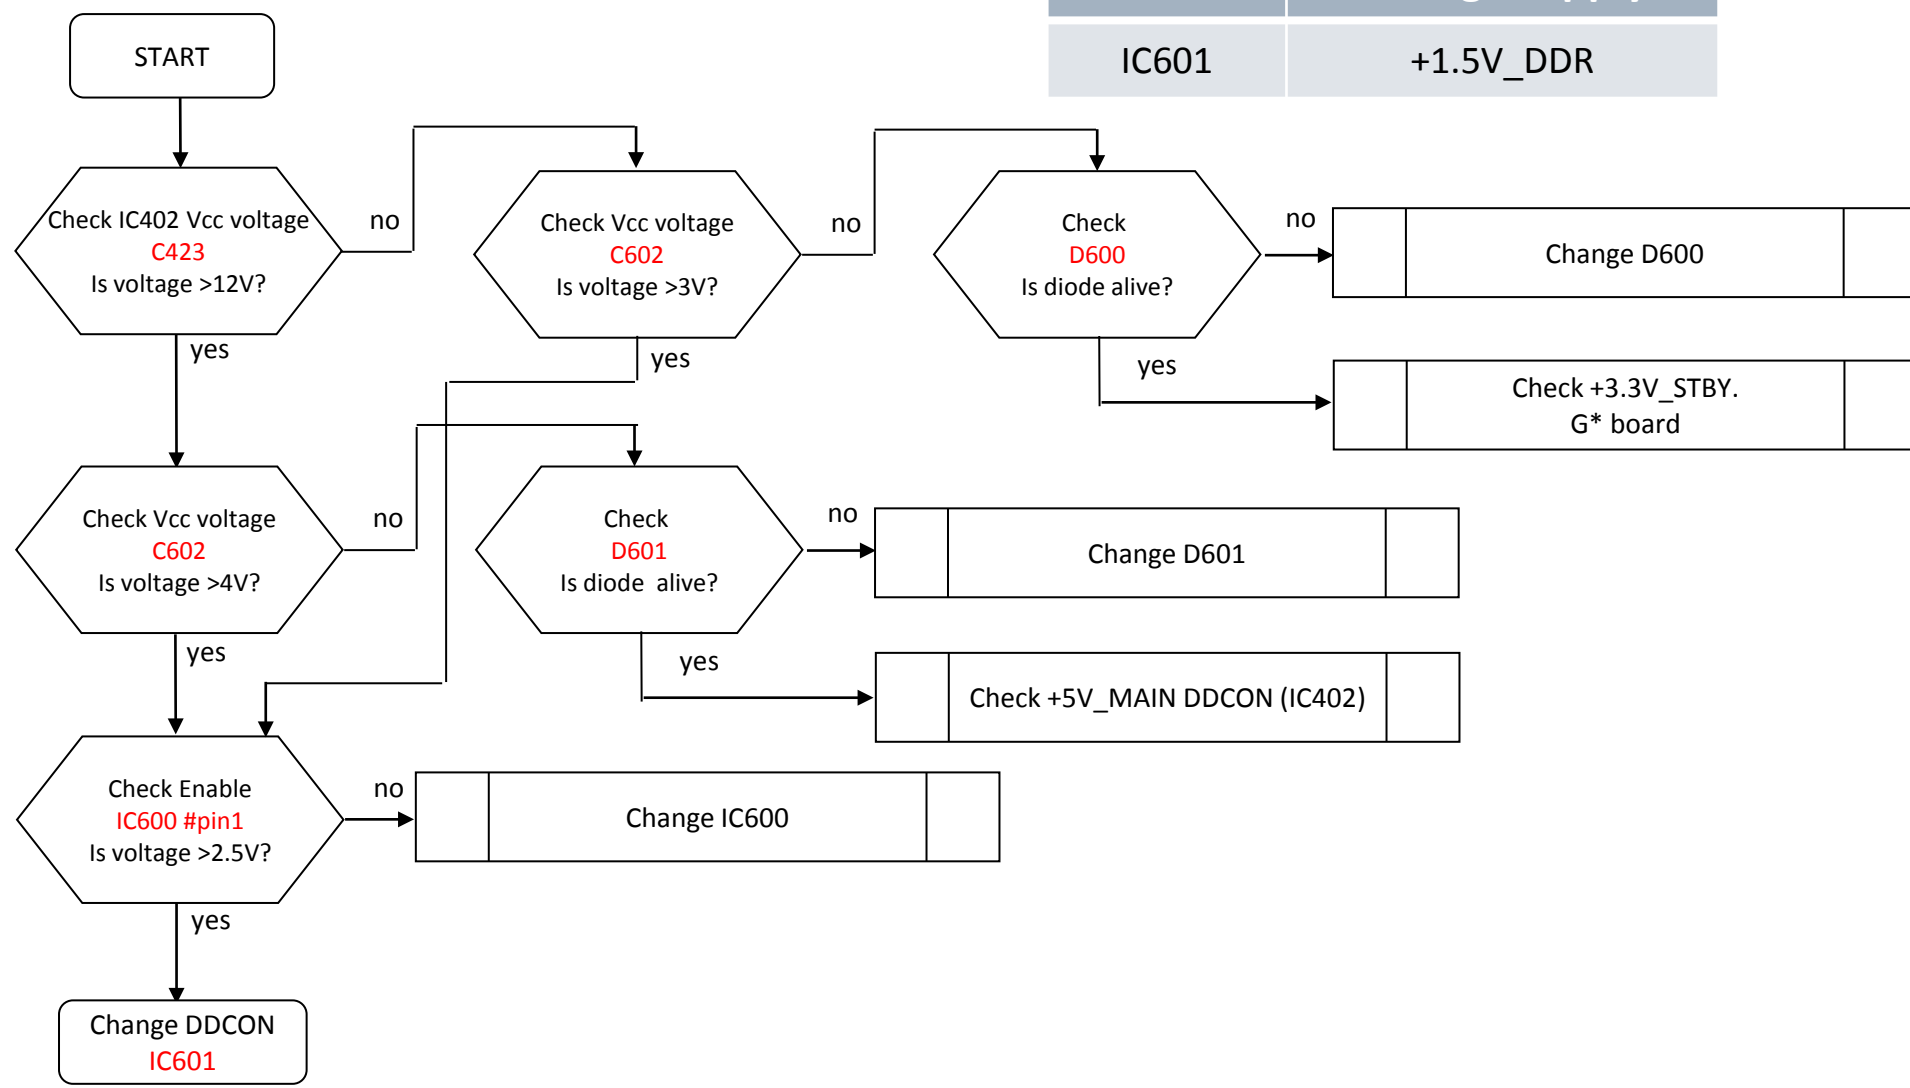 START
IC601
+1.5V_DDR
Check IC402 Vcc voltage
C423
Is voltage >12V?
no
Check Vcc voltage
C602
Is voltage >3V?
no
Check
D600
Is diode alive?
no
Change D600
yes
yes
yes
Check +3.3V_STBY.
G* board
Check Vcc voltage
C602
Is voltage >4V?
no
Check
D601
Is diode  alive?
no
Change D601
yes
yes
Check +5V_MAIN DDCON (IC402)
Check Enable
IC600 #pin1
Is voltage >2.5V?
no
Change IC600
yes
Change DDCON
IC601